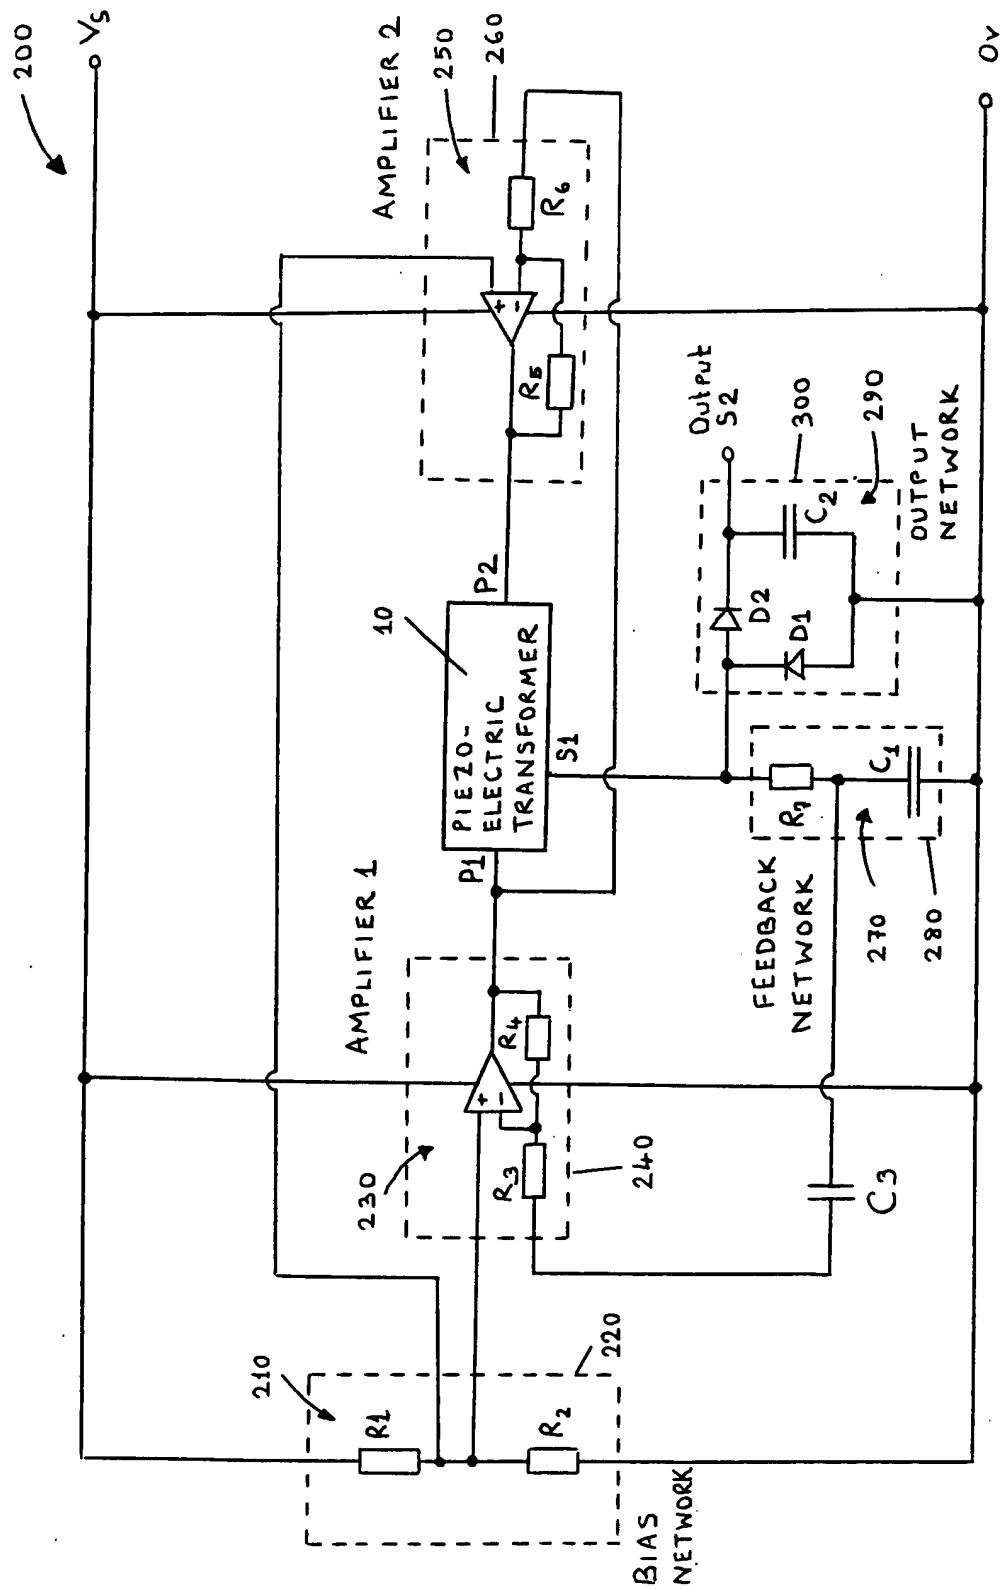 200
Vs
AMPLIFIER 2
250
260
R6
R5
+
−
Output
S2
300
290
OUTPUT
NETWORK
C2
D2
D1
10
P2
PIEZO-
ELECTRIC
TRANSFORMER
S1
P1
R7
C1
FEEDBACK
NETWORK
270
280
AMPLIFIER 1
R4
+
−
R3
230
240
C3
210
220
R1
R2
BIAS
NETWORK
0v